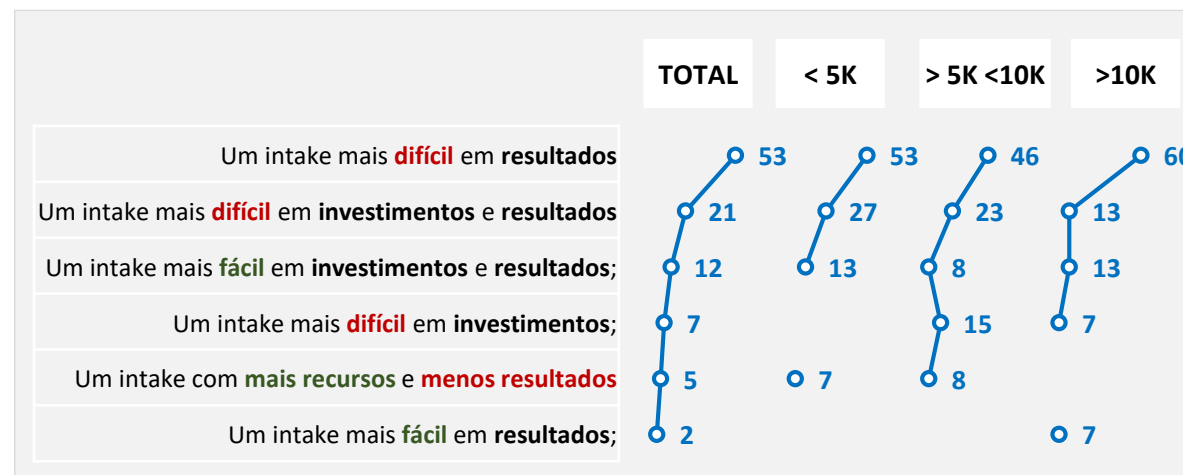 TOTAL < 5K > 5K <10K >10K
Um intake mais difícil em resultados 53 53 46 60
Um intake mais difícil em investimentos e resultados 21 27 23 13
Um intake mais fácil em investimentos e resultados; 12 13 8 13
Um intake mais difícil em investimentos; 7 15 7
Um intake com mais recursos e menos resultados 5 7 8
Um intake mais fácil em resultados; 2 7